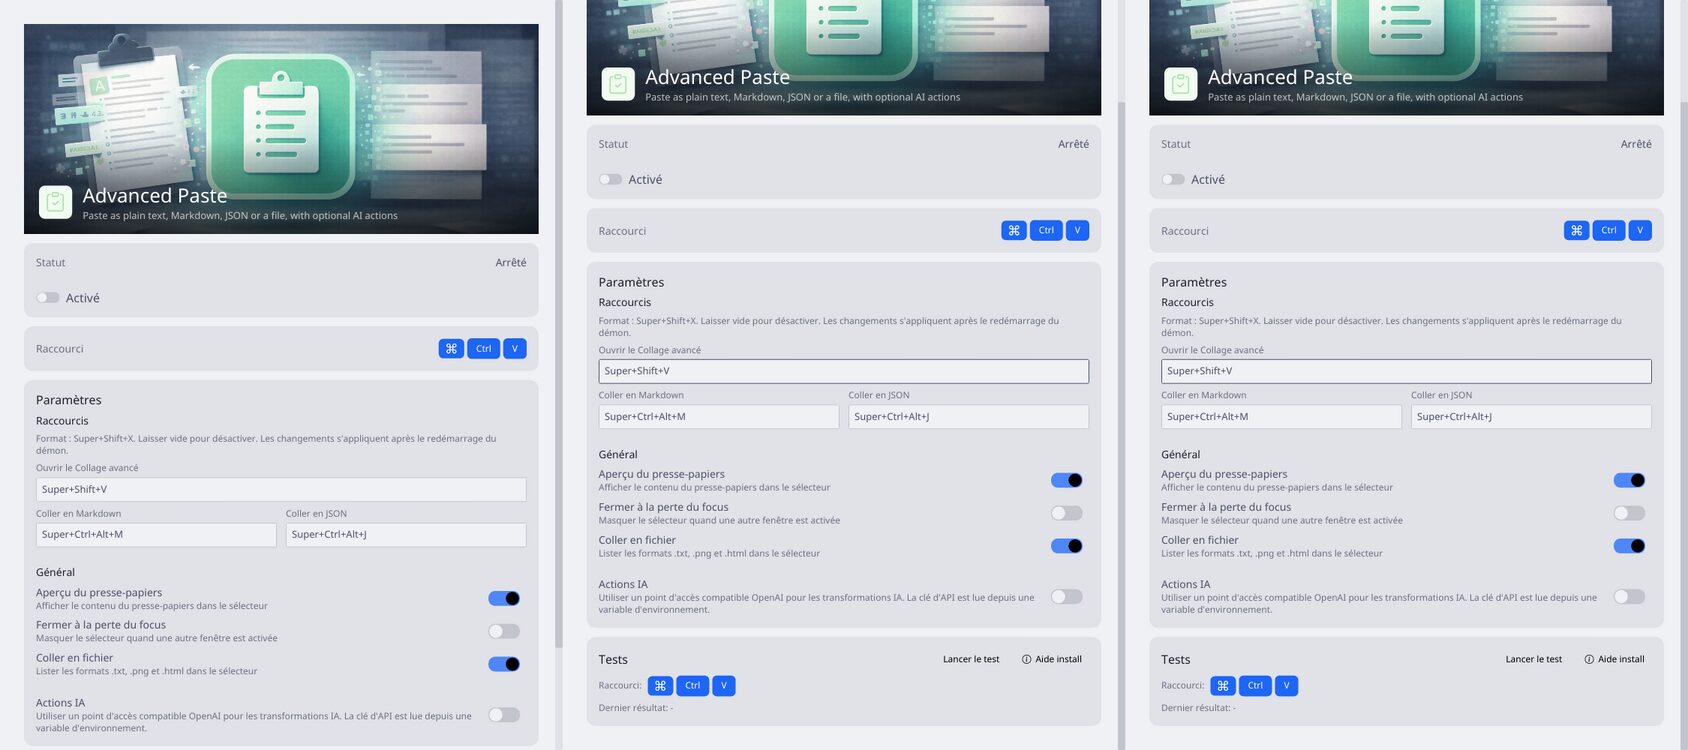 Advanced Paste
Paste as plain text, Markdown, JSON or a file, with optional AI actions
Statut
Arrêté
Activé
Raccourci
⌘ Ctrl V
Paramètres
Raccourcis
Format : Super+Shift+X. Laisser vide pour désactiver. Les changements s'appliquent après le redémarrage du
démon.
Ouvrir le Collage avancé
Super+Shift+V
Coller en Markdown
Coller en JSON
Super+Ctrl+Alt+M
Super+Ctrl+Alt+J
Général
Aperçu du presse-papiers
Afficher le contenu du presse-papiers dans le sélecteur
Fermer à la perte du focus
Masquer le sélecteur quand une autre fenêtre est activée
Coller en fichier
Lister les formats .txt, .png et .html dans le sélecteur
Actions IA
Utiliser un point d'accès compatible OpenAI pour les transformations IA. La clé d'API est lue depuis une
variable d'environnement.
Advanced Paste
Paste as plain text, Markdown, JSON or a file, with optional AI actions
Statut
Arrêté
Activé
Raccourci
⌘ Ctrl V
Paramètres
Raccourcis
Format : Super+Shift+X. Laisser vide pour désactiver. Les changements s'appliquent après le redémarrage du
démon.
Ouvrir le Collage avancé
Super+Shift+V
Coller en Markdown
Coller en JSON
Super+Ctrl+Alt+M
Super+Ctrl+Alt+J
Général
Aperçu du presse-papiers
Afficher le contenu du presse-papiers dans le sélecteur
Fermer à la perte du focus
Masquer le sélecteur quand une autre fenêtre est activée
Coller en fichier
Lister les formats .txt, .png et .html dans le sélecteur
Actions IA
Utiliser un point d'accès compatible OpenAI pour les transformations IA. La clé d'API est lue depuis une
variable d'environnement.
Tests
Lancer le test
Aide install
Raccourci: ⌘ Ctrl V
Dernier résultat: -
Advanced Paste
Paste as plain text, Markdown, JSON or a file, with optional AI actions
Statut
Arrêté
Activé
Raccourci
⌘ Ctrl V
Paramètres
Raccourcis
Format : Super+Shift+X. Laisser vide pour désactiver. Les changements s'appliquent après le redémarrage du
démon.
Ouvrir le Collage avancé
Super+Shift+V
Coller en Markdown
Coller en JSON
Super+Ctrl+Alt+M
Super+Ctrl+Alt+J
Général
Aperçu du presse-papiers
Afficher le contenu du presse-papiers dans le sélecteur
Fermer à la perte du focus
Masquer le sélecteur quand une autre fenêtre est activée
Coller en fichier
Lister les formats .txt, .png et .html dans le sélecteur
Actions IA
Utiliser un point d'accès compatible OpenAI pour les transformations IA. La clé d'API est lue depuis une
variable d'environnement.
Tests
Lancer le test
Aide install
Raccourci: ⌘ Ctrl V
Dernier résultat: -